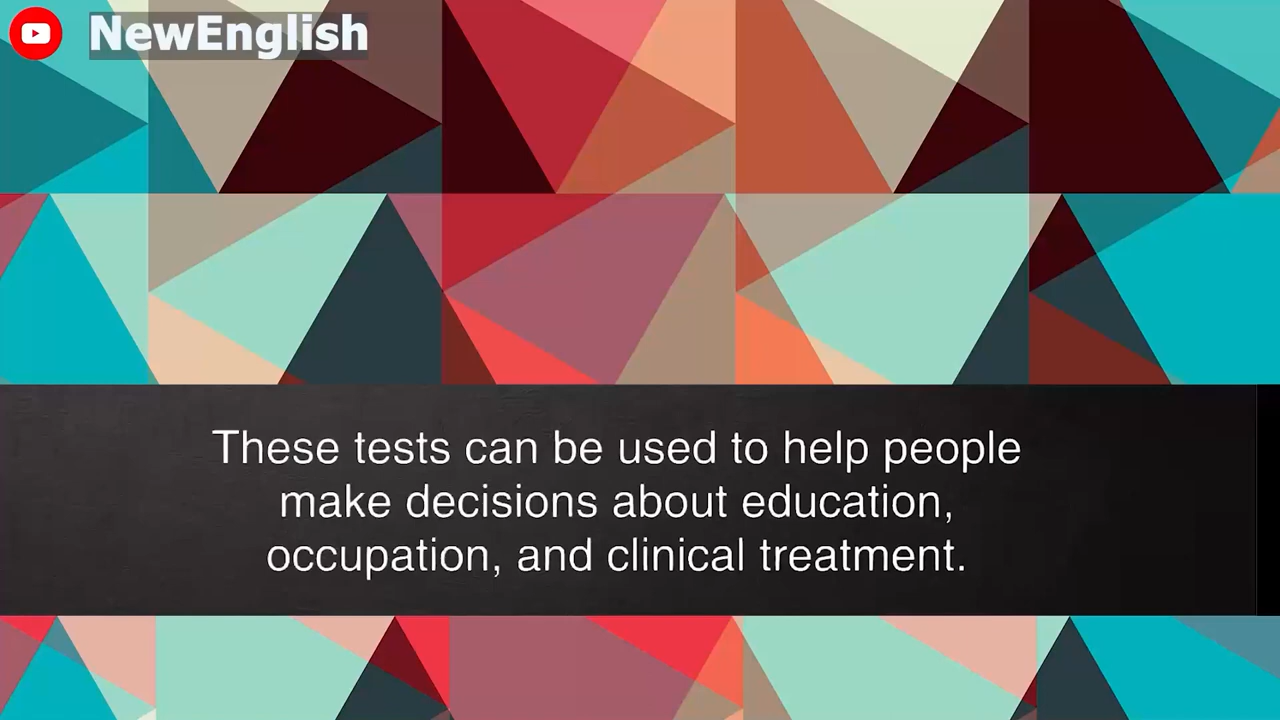 NewEnglish
These tests can be used to help people
make decisions about education,
occupation, and clinical treatment.